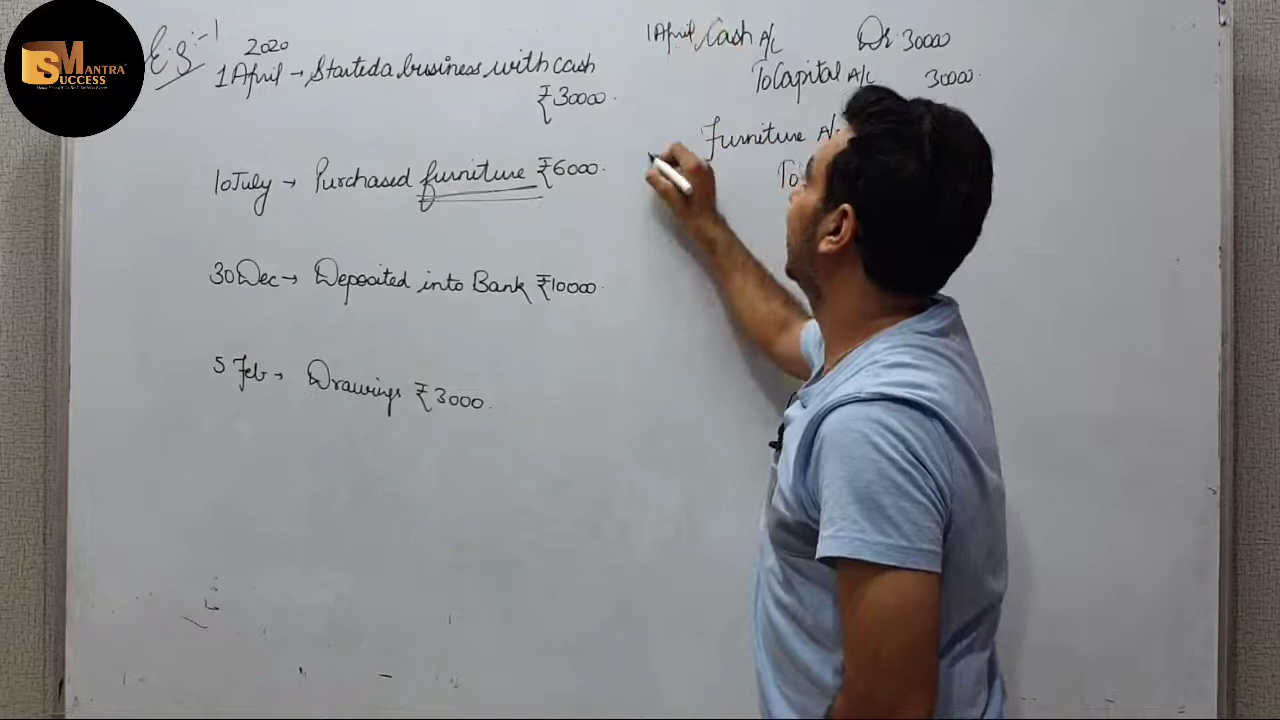 SMANTRA
SUCCESS
E.g:-1
2020
1 April → Started a business with cash
₹30000.
10 July → Purchased furniture ₹6000.
30 Dec → Deposited into Bank ₹10000.
5 Feb → Drawings ₹3000.
1 April, Cash A/c Dr 30000
To Capital A/c 30000.
Furniture A/c
To